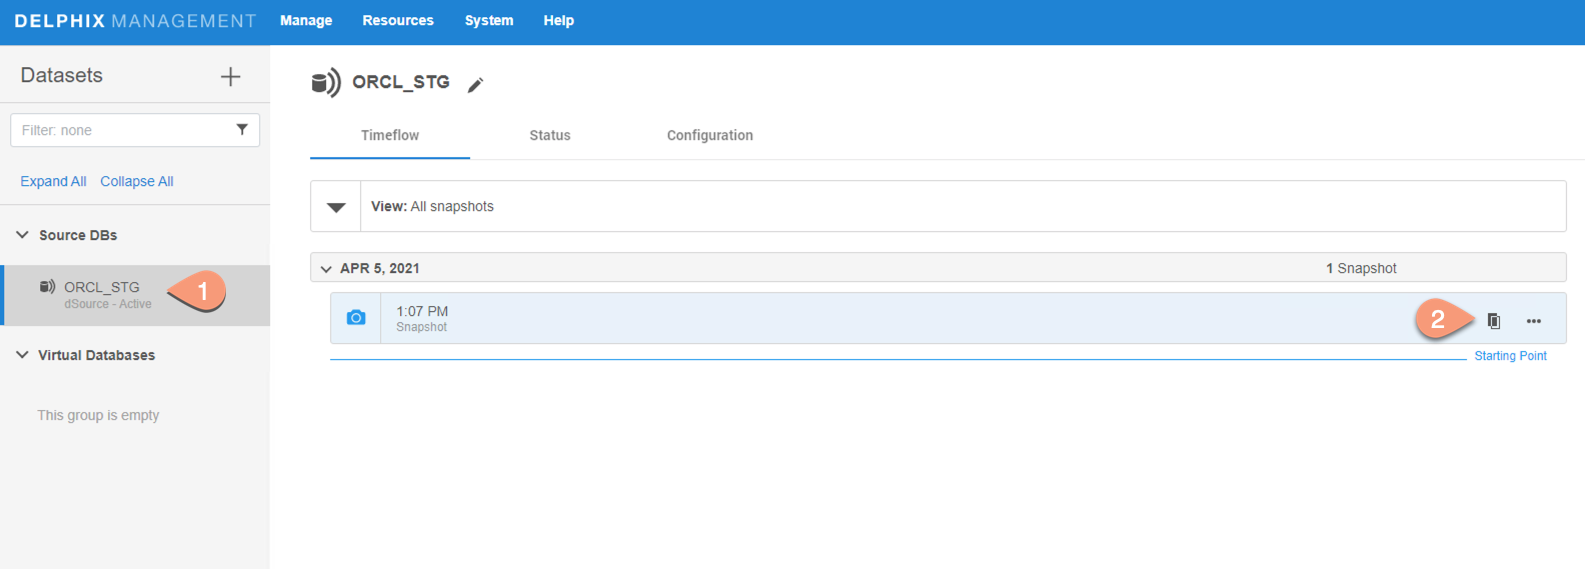 DELPHIX MANAGEMENT Manage Resources System Help
Datasets
Filter: none
Expand All Collapse All
Source DBs
ORCL_STG
dSource - Active
1
Virtual Databases
This group is empty
ORCL_STG
Timeflow Status Configuration
View: All snapshots
APR 5, 2021 1 Snapshot
1:07 PM
Snapshot
2
Starting Point